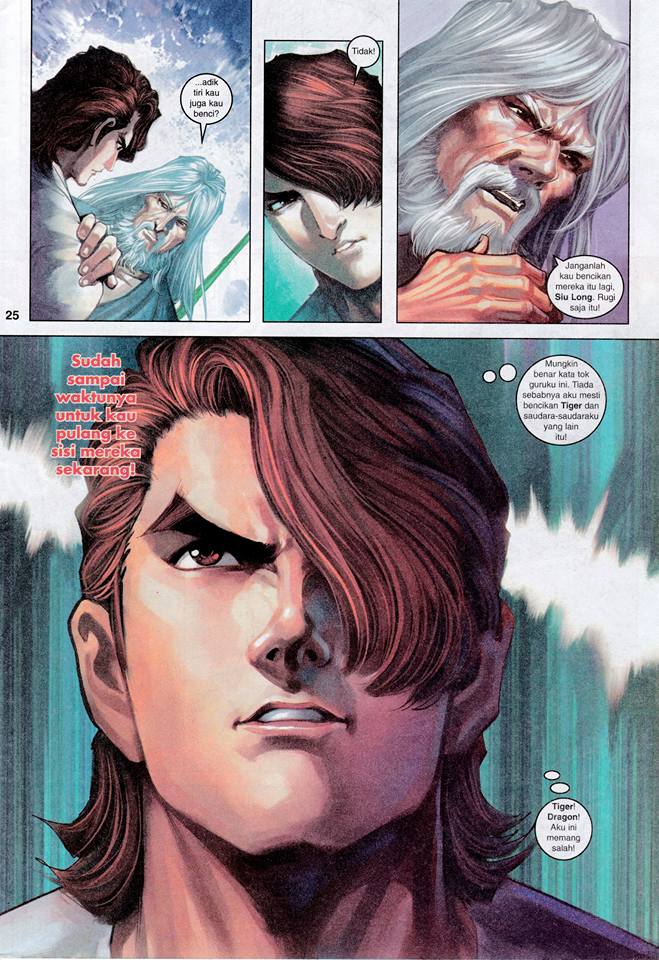 ...adik
tiri kau
juga kau
benci?
Tidak!
Janganlah
kau bencikan
mereka itu lagi,
Siu Long. Rugi
saja itu!
25
Sudah
sampai
waktunya
untuk kau
pulang ke
sisi mereka
sekarang!
Mungkin
benar kata tok
guruku ini. Tiada
sebabnya aku mesti
bencikan Tiger dan
saudara-saudaraku
yang lain
itu!
Tiger!
Dragon!
Aku ini
memang
salah!